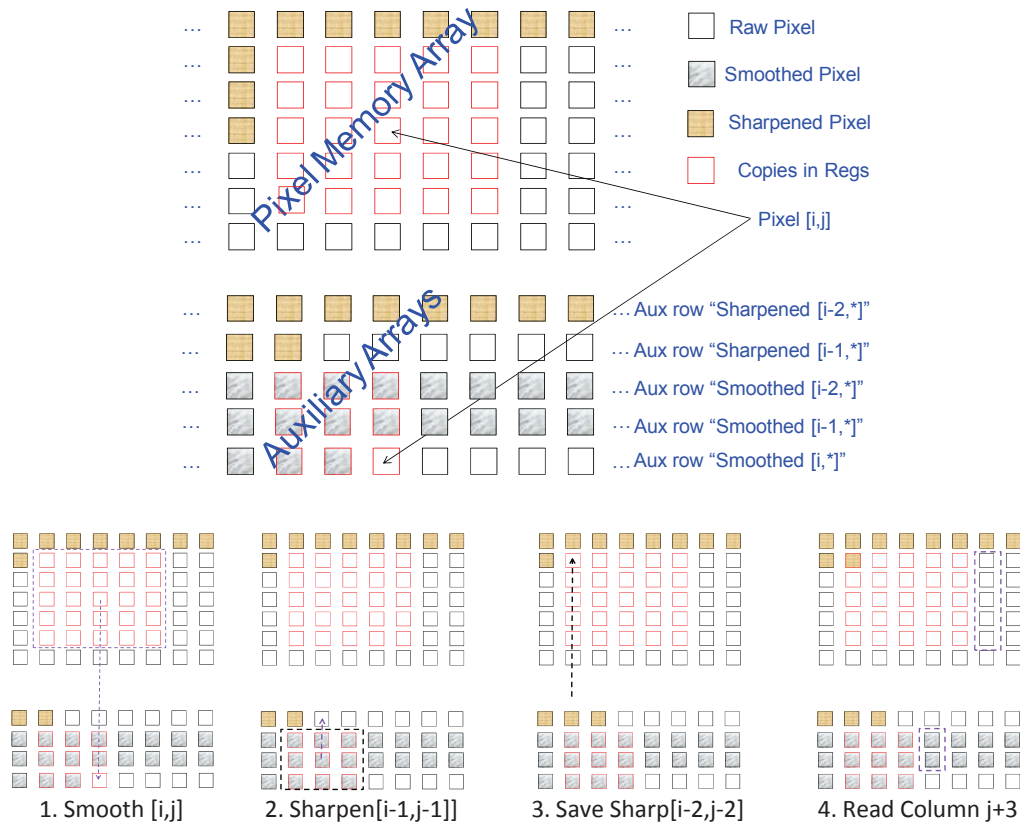 … …
Raw Pixel
… …
… …
Smoothed Pixel
… …
Sharpened Pixel
… …
Copies in Regs
… …
Pixel [i,j]
… …
Pixel Memory Array
… … Aux row “Sharpened [i-2,*]”
… … Aux row “Sharpened [i-1,*]”
… … Aux row “Smoothed [i-2,*]”
… … Aux row “Smoothed [i-1,*]”
… … Aux row “Smoothed [i,*]”
Auxiliary Arrays
1. Smooth [i,j]
2. Sharpen[i-1,j-1]]
3. Save Sharp[i-2,j-2]
4. Read Column j+3